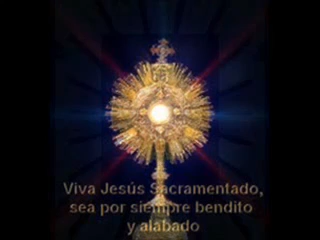 Viva Jesús Sacramentado,
sea por siempre bendito
y alabado